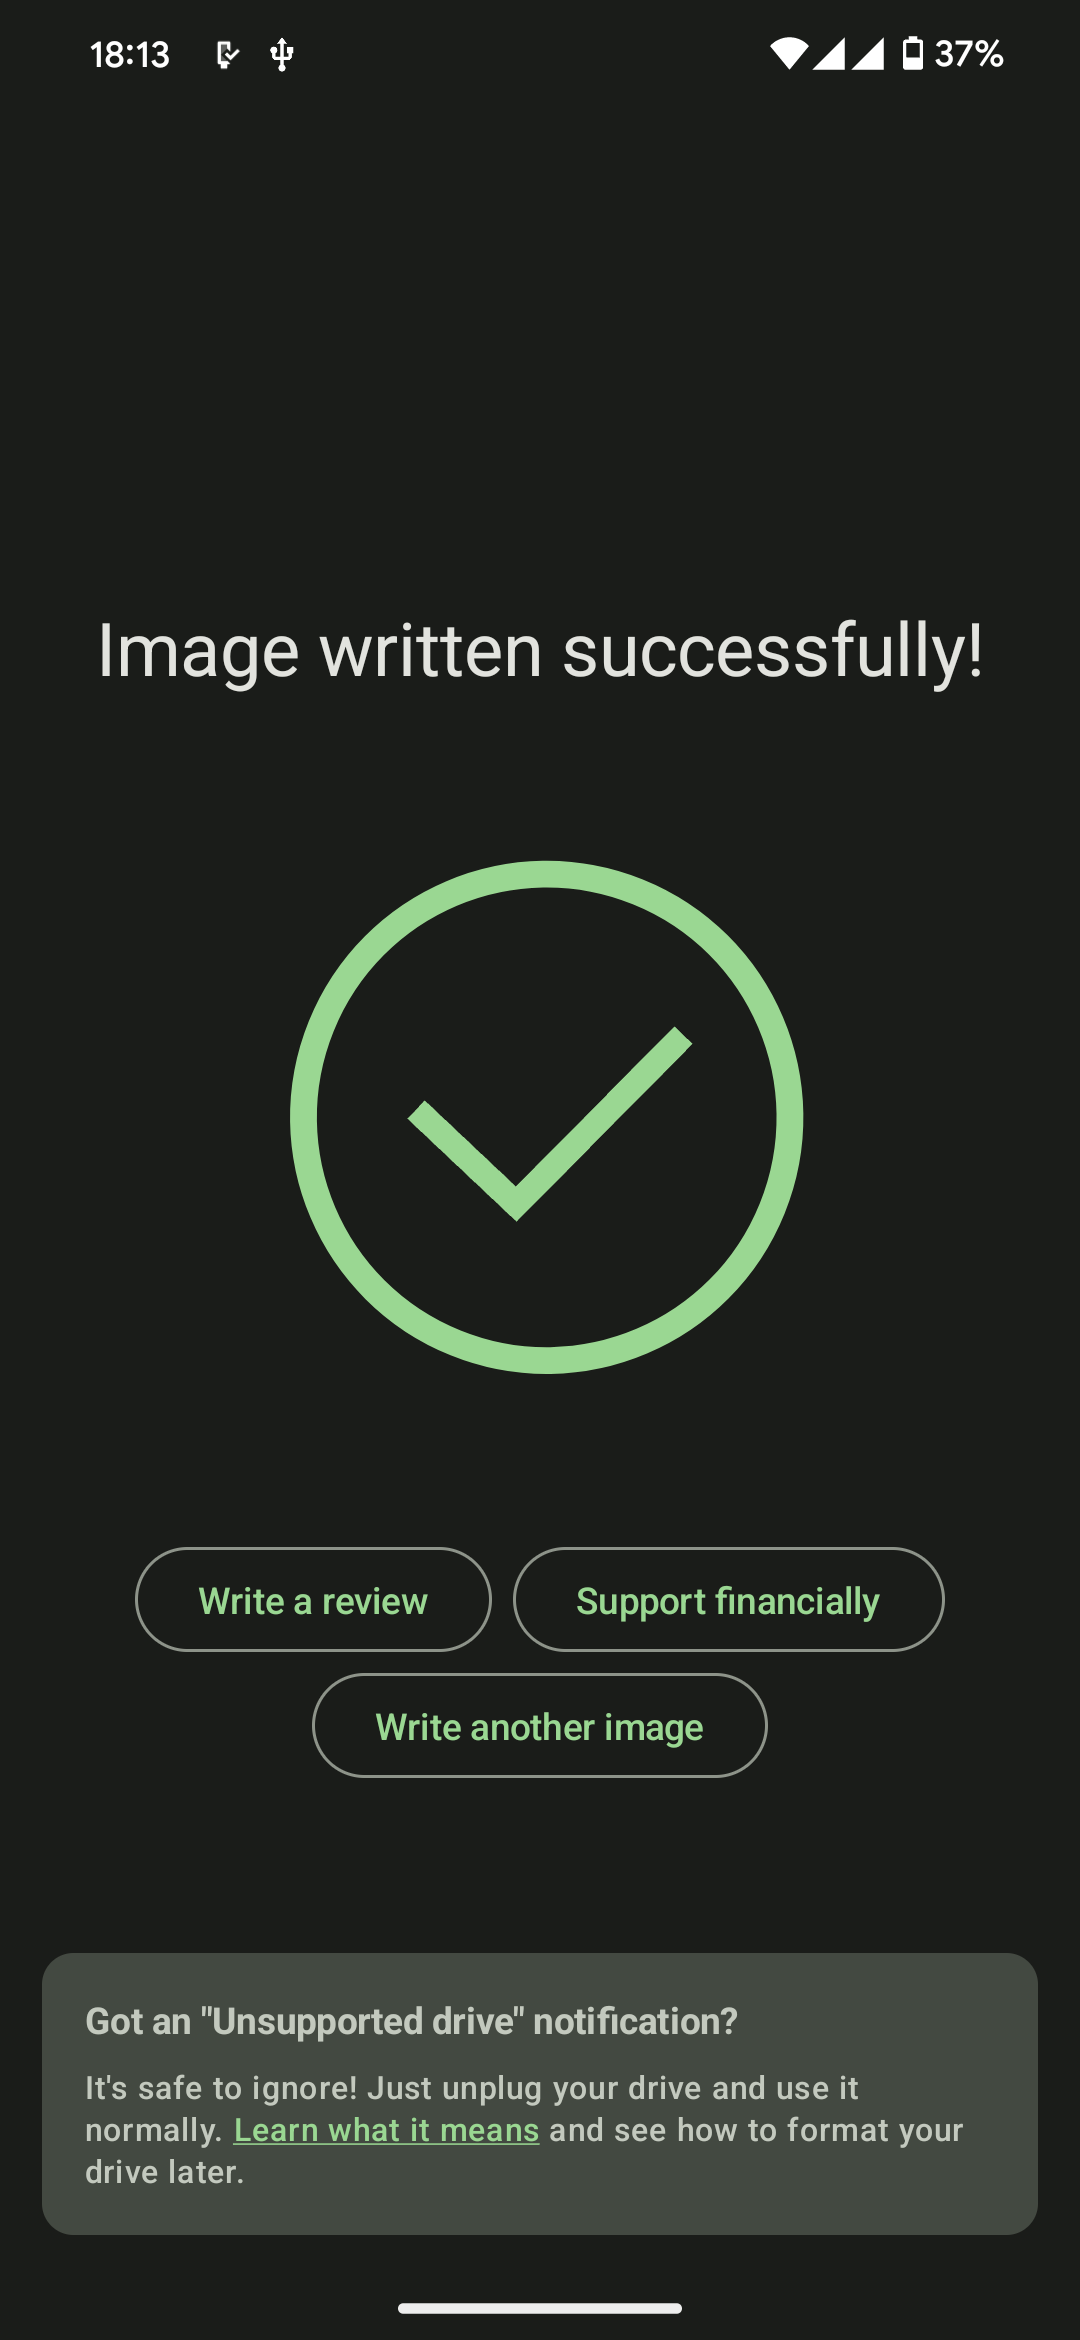 18:13 37%
Image written successfully!
Write a review Support financially
Write another image
Got an "Unsupported drive" notification?
It's safe to ignore! Just unplug your drive and use it
normally. Learn what it means and see how to format your
drive later.